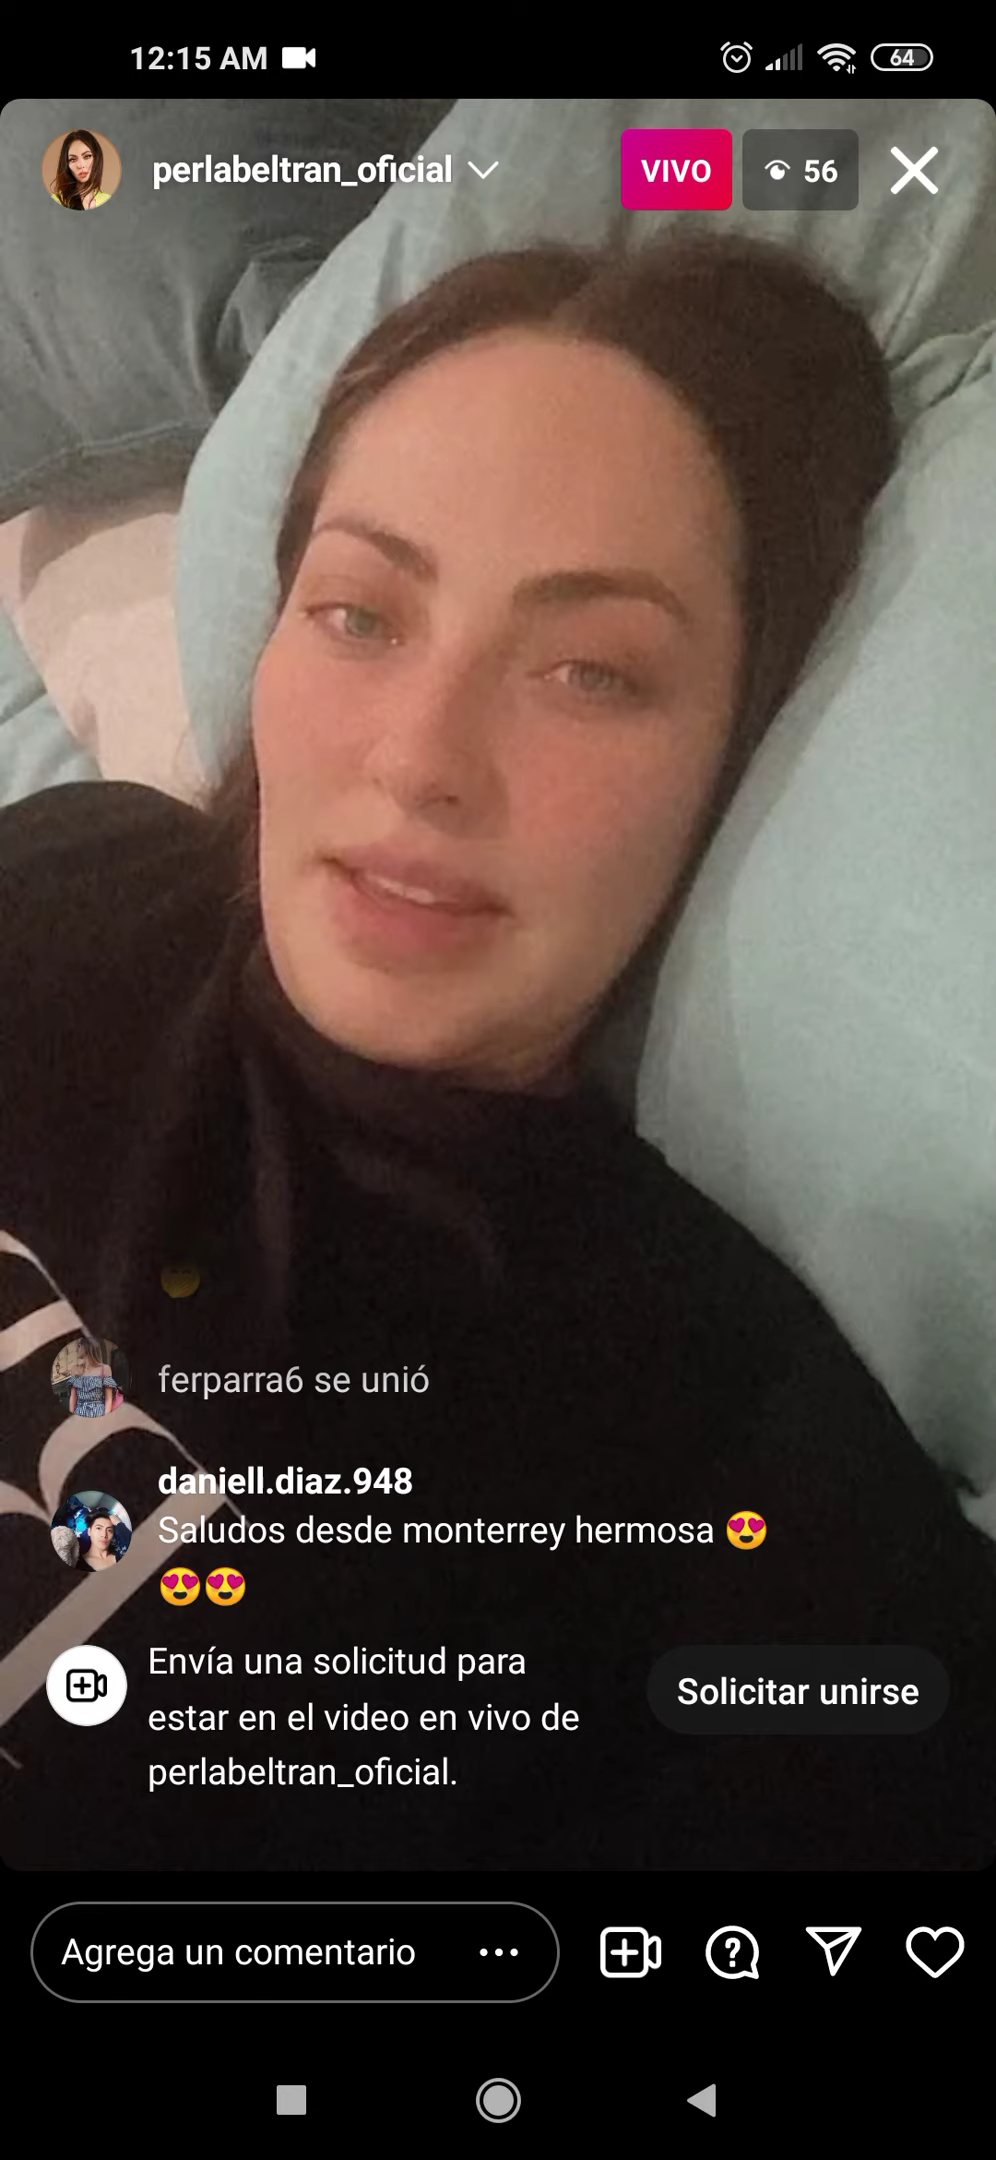 12:15 AM
64
perlabeltran_oficial
VIVO
56
ferparra6 se unió
daniell.diaz.948
Saludos desde monterrey hermosa 😍
😍😍
Envía una solicitud para
estar en el video en vivo de
perlabeltran_oficial.
Solicitar unirse
Agrega un comentario